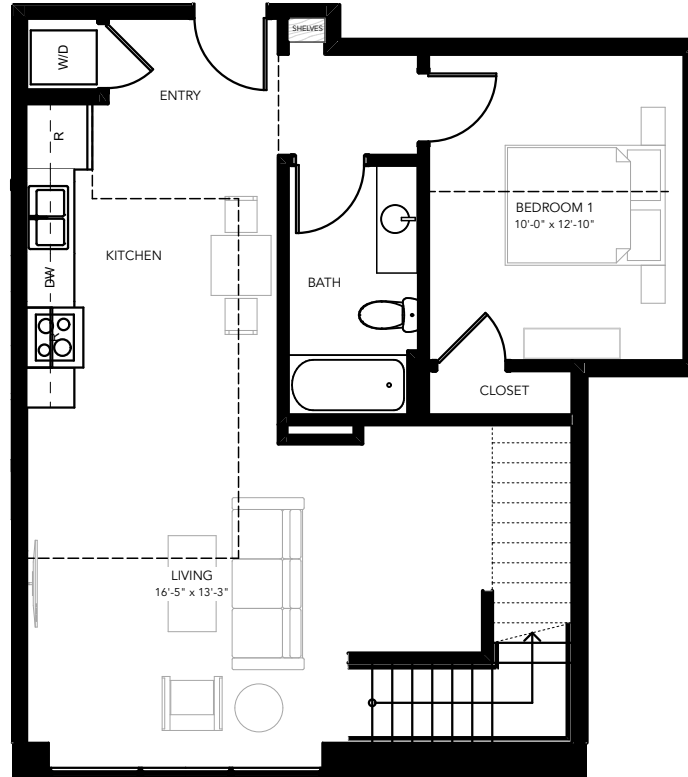 SHELVES
W/D
ENTRY
R
BEDROOM 1
10'-0" x 12'-10"
KITCHEN
DW
BATH
CLOSET
LIVING
16'-5" x 13'-3"